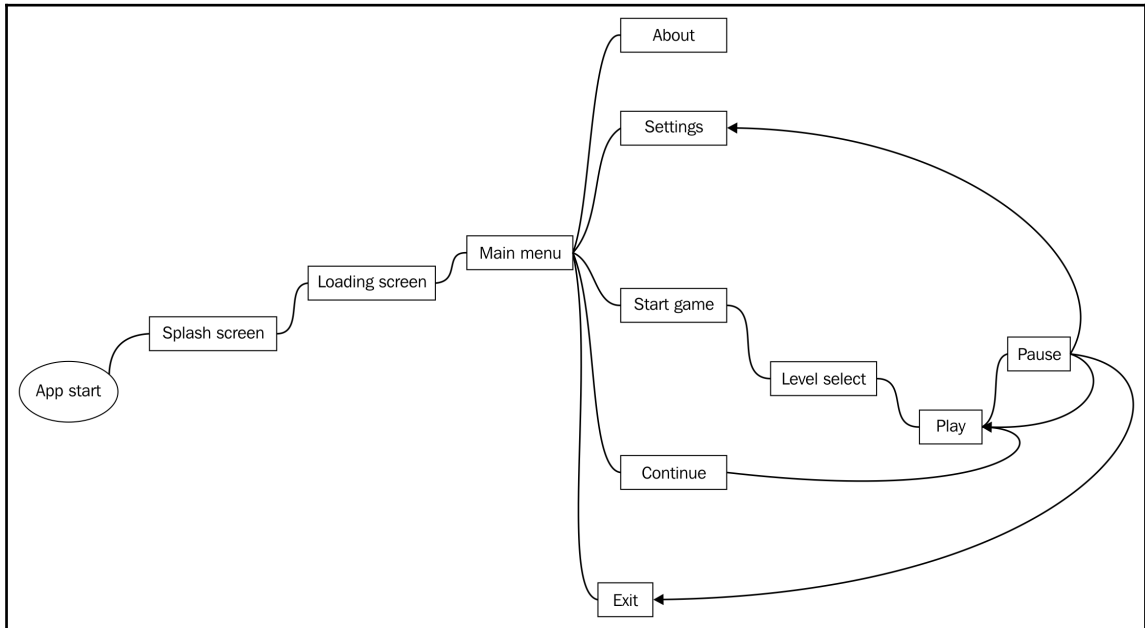 About
Settings
Main menu
Loading screen
Start game
Splash screen
Pause
Level select
App start
Play
Continue
Exit